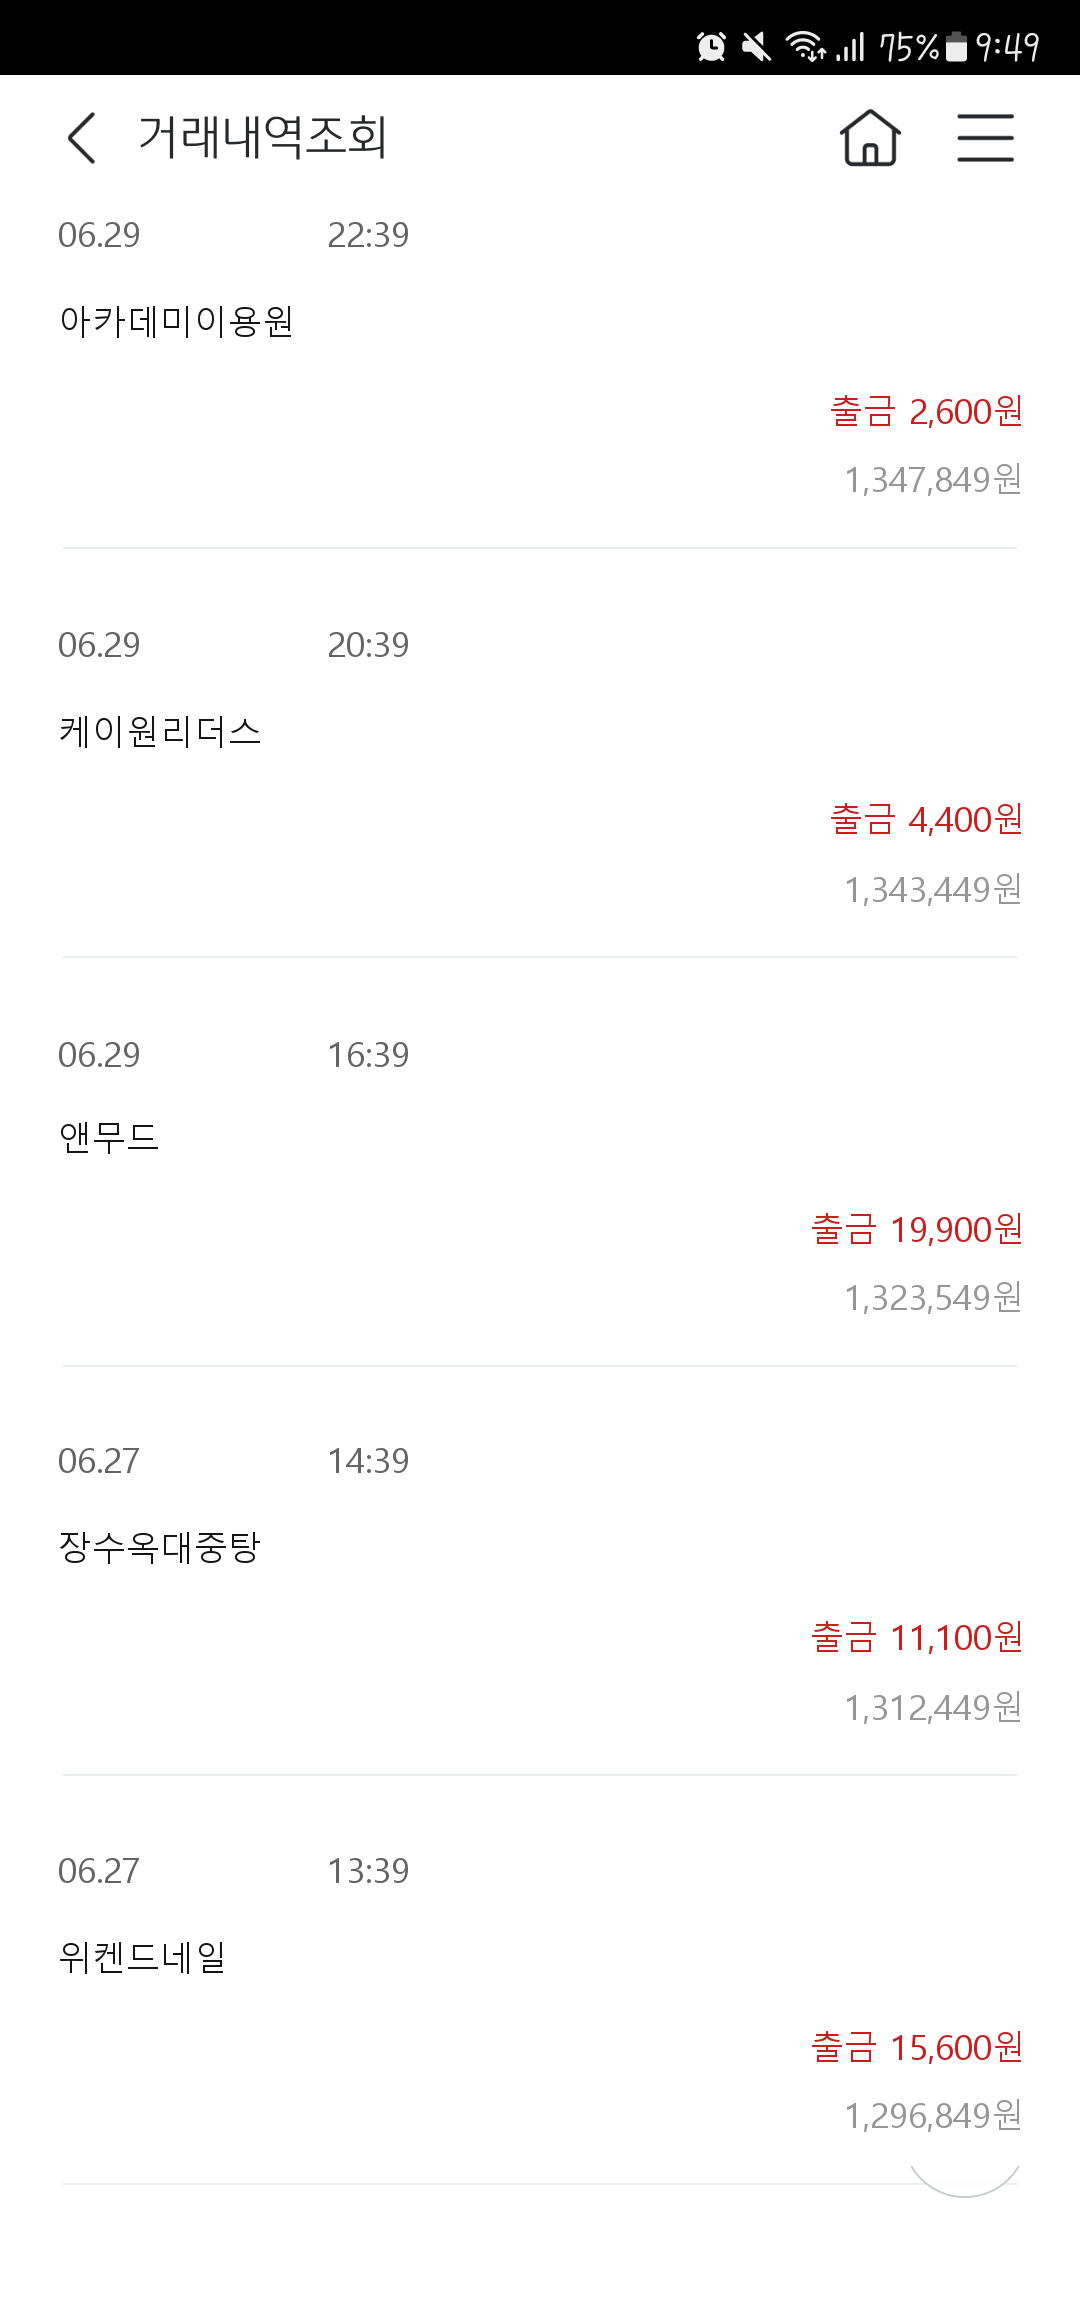 75% 9:49
거래내역조회
06.29 22:39
아카데미이용원
출금 2,600원
1,347,849원
06.29 20:39
케이원리더스
출금 4,400원
1,343,449원
06.29 16:39
앤무드
출금 19,900원
1,323,549원
06.27 14:39
장수옥대중탕
출금 11,100원
1,312,449원
06.27 13:39
위켄드네일
출금 15,600원
1,296,849원